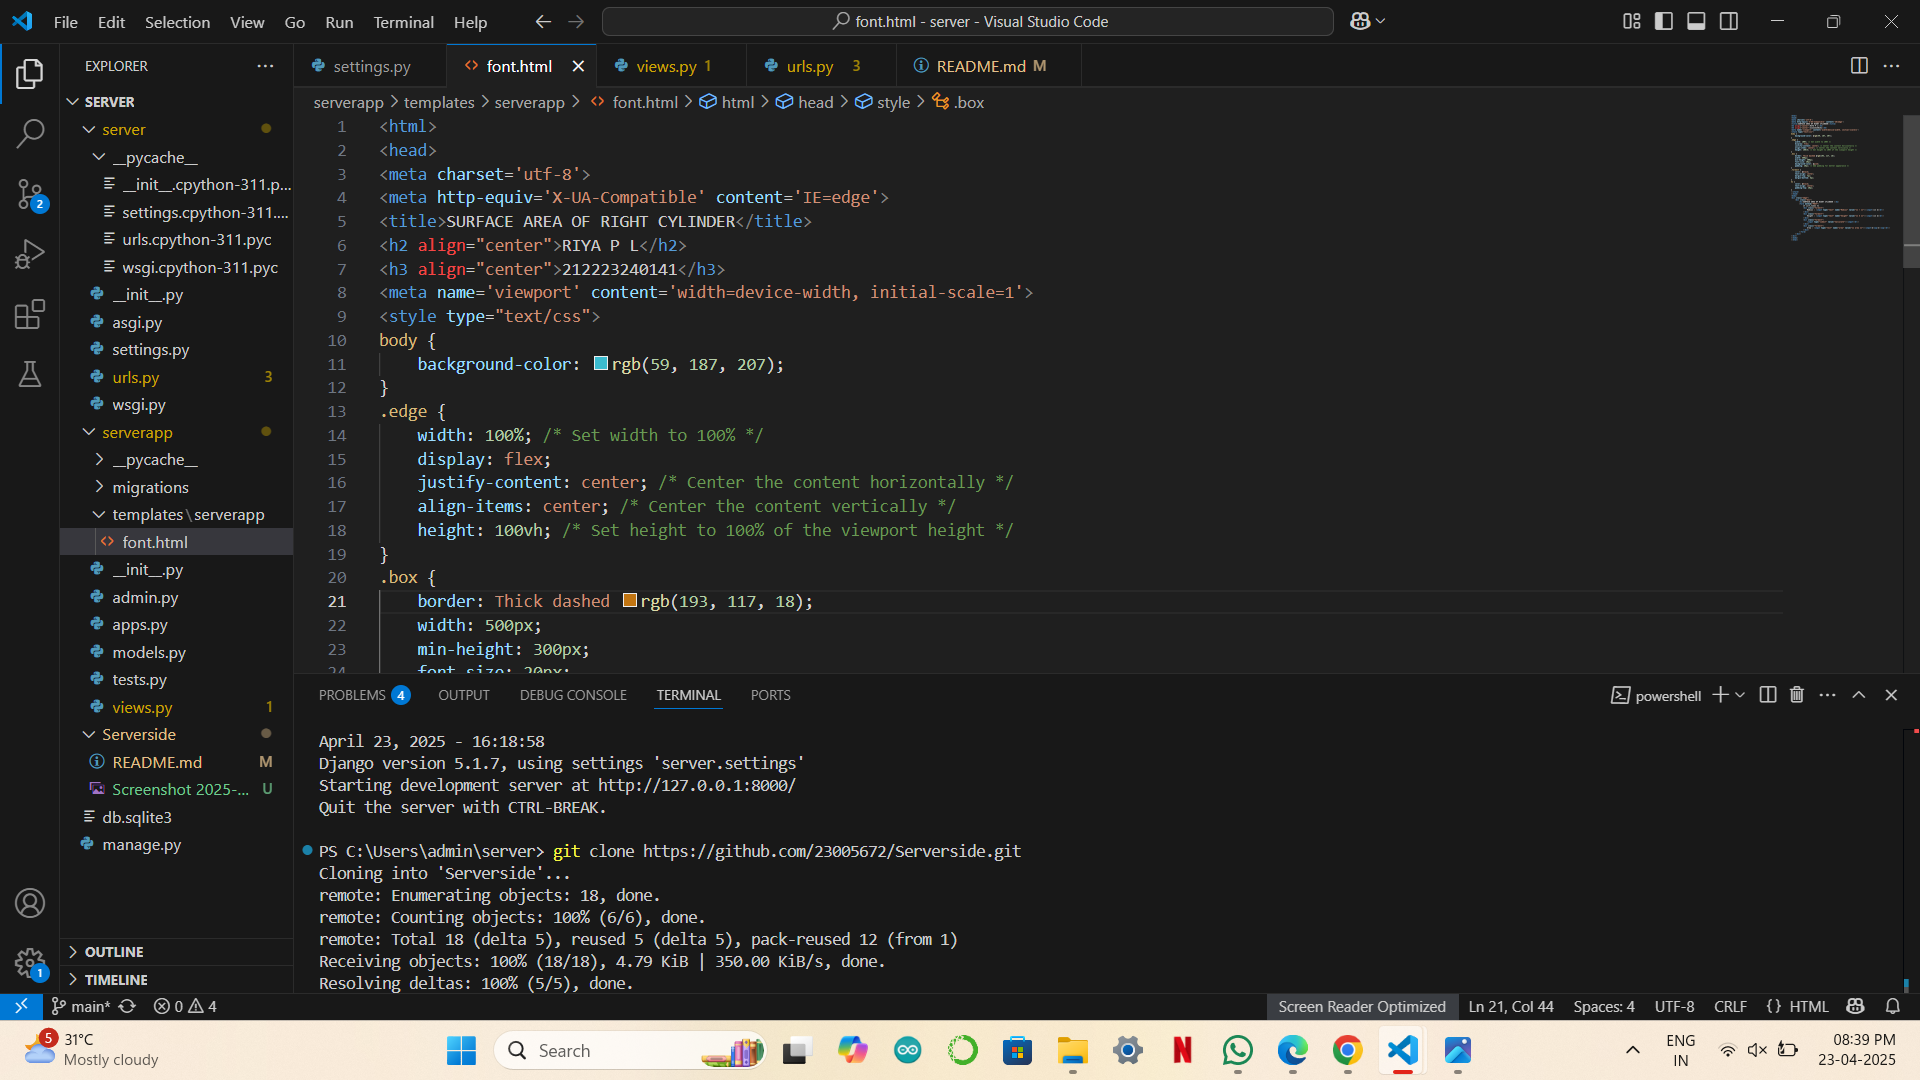 File Edit Selection View Go Run Terminal Help
font.html - server - Visual Studio Code
EXPLORER
settings.py
font.html
views.py 1
urls.py 3
README.md M
SERVER
serverapp > templates > serverapp > font.html > html > head > style > .box
server
__pycache__
__init__.cpython-311.p...
settings.cpython-311....
urls.cpython-311.pyc
wsgi.cpython-311.pyc
__init__.py
asgi.py
settings.py
urls.py 3
wsgi.py
serverapp
__pycache__
migrations
templates\serverapp
font.html
__init__.py
admin.py
apps.py
models.py
tests.py
views.py 1
Serverside
README.md M
Screenshot 2025-... U
db.sqlite3
manage.py
OUTLINE
TIMELINE
2
1
1 <html>
2 <head>
3 <meta charset='utf-8'>
4 <meta http-equiv='X-UA-Compatible' content='IE=edge'>
5 <title>SURFACE AREA OF RIGHT CYLINDER</title>
6 <h2 align="center">RIYA P L</h2>
7 <h3 align="center">212223240141</h3>
8 <meta name='viewport' content='width=device-width, initial-scale=1'>
9 <style type="text/css">
10 body {
11 background-color: rgb(59, 187, 207);
12 }
13 .edge {
14 width: 100%; /* Set width to 100% */
15 display: flex;
16 justify-content: center; /* Center the content horizontally */
17 align-items: center; /* Center the content vertically */
18 height: 100vh; /* Set height to 100% of the viewport height */
19 }
20 .box {
21 border: Thick dashed rgb(193, 117, 18);
22 width: 500px;
23 min-height: 300px;
24 font-size: 20px;
PROBLEMS 4 OUTPUT DEBUG CONSOLE TERMINAL PORTS
powershell
April 23, 2025 - 16:18:58
Django version 5.1.7, using settings 'server.settings'
Starting development server at http://127.0.0.1:8000/
Quit the server with CTRL-BREAK.
PS C:\Users\admin\server> git clone https://github.com/23005672/Serverside.git
Cloning into 'Serverside'...
remote: Enumerating objects: 18, done.
remote: Counting objects: 100% (6/6), done.
remote: Total 18 (delta 5), reused 5 (delta 5), pack-reused 12 (from 1)
Receiving objects: 100% (18/18), 4.79 KiB | 350.00 KiB/s, done.
Resolving deltas: 100% (5/5), done.
main* 0 4
Screen Reader Optimized Ln 21, Col 44 Spaces: 4 UTF-8 CRLF {} HTML
5
31°C
Mostly cloudy
Search
N
ENG
IN
08:39 PM
23-04-2025